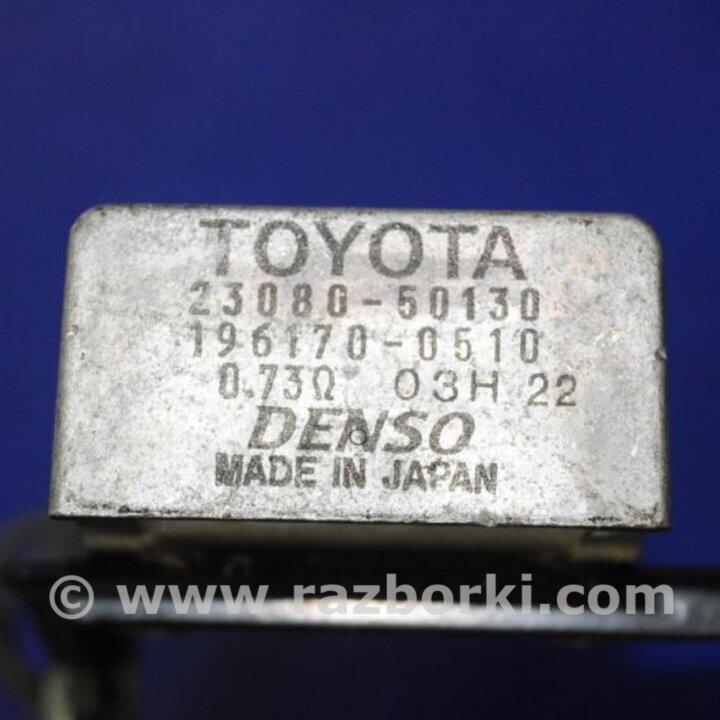 TOYOTA
23080-50130
196170-0510
0.73Ω 03H 22
DENSO
MADE IN JAPAN
© www.razborki.com